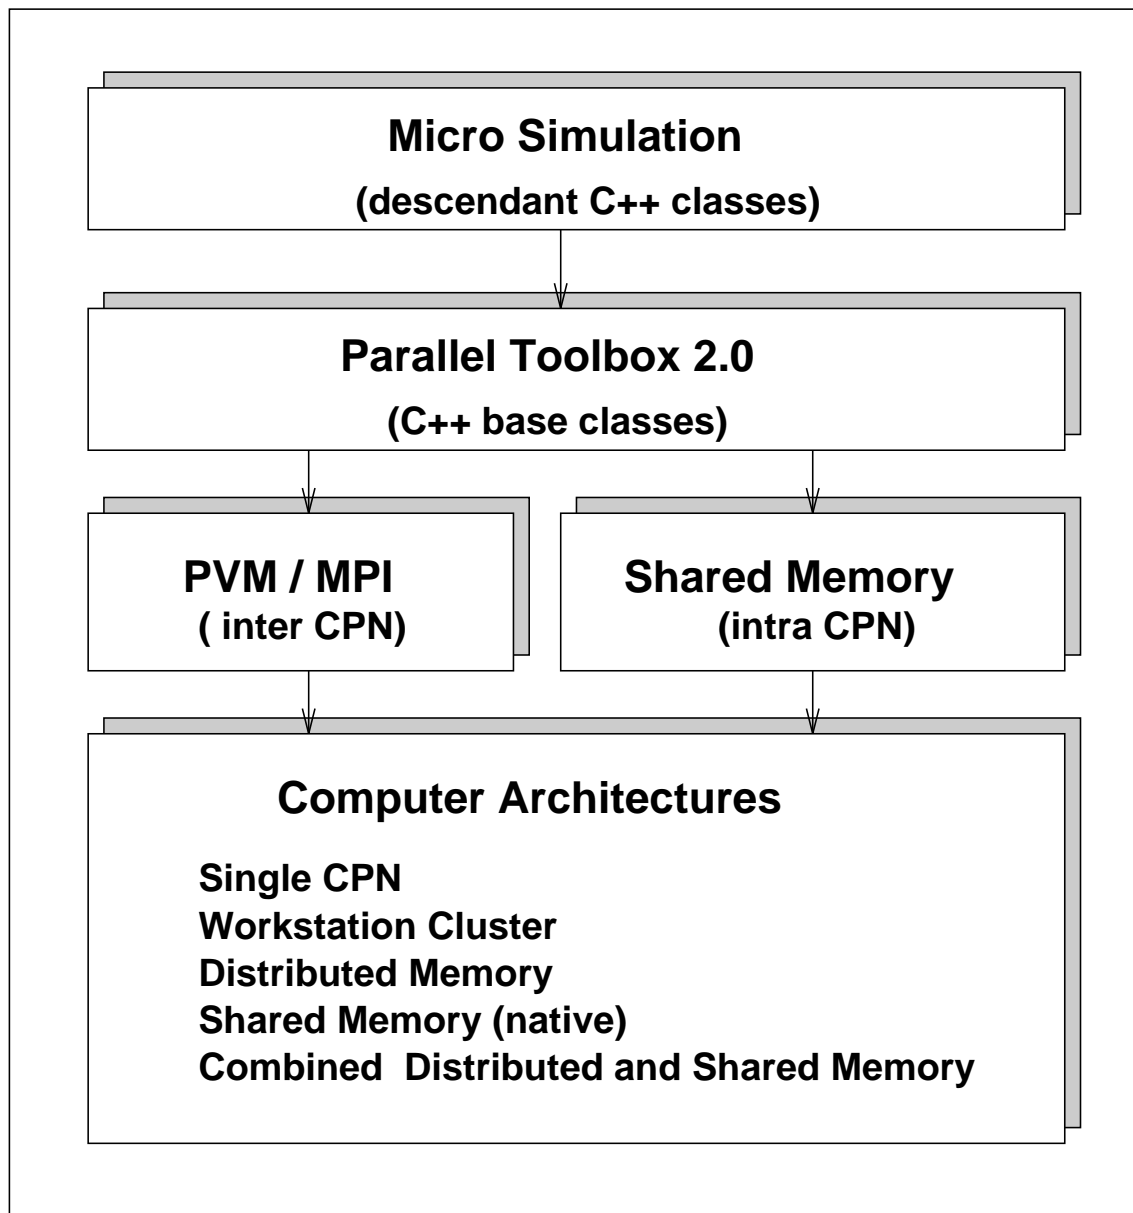 Micro Simulation
(descendant C++ classes)
Parallel Toolbox 2.0
(C++ base classes)
PVM / MPI
( inter CPN)
Shared Memory
(intra CPN)
Computer Architectures
Single CPN
Workstation Cluster
Distributed Memory
Shared Memory (native)
Combined  Distributed and Shared Memory